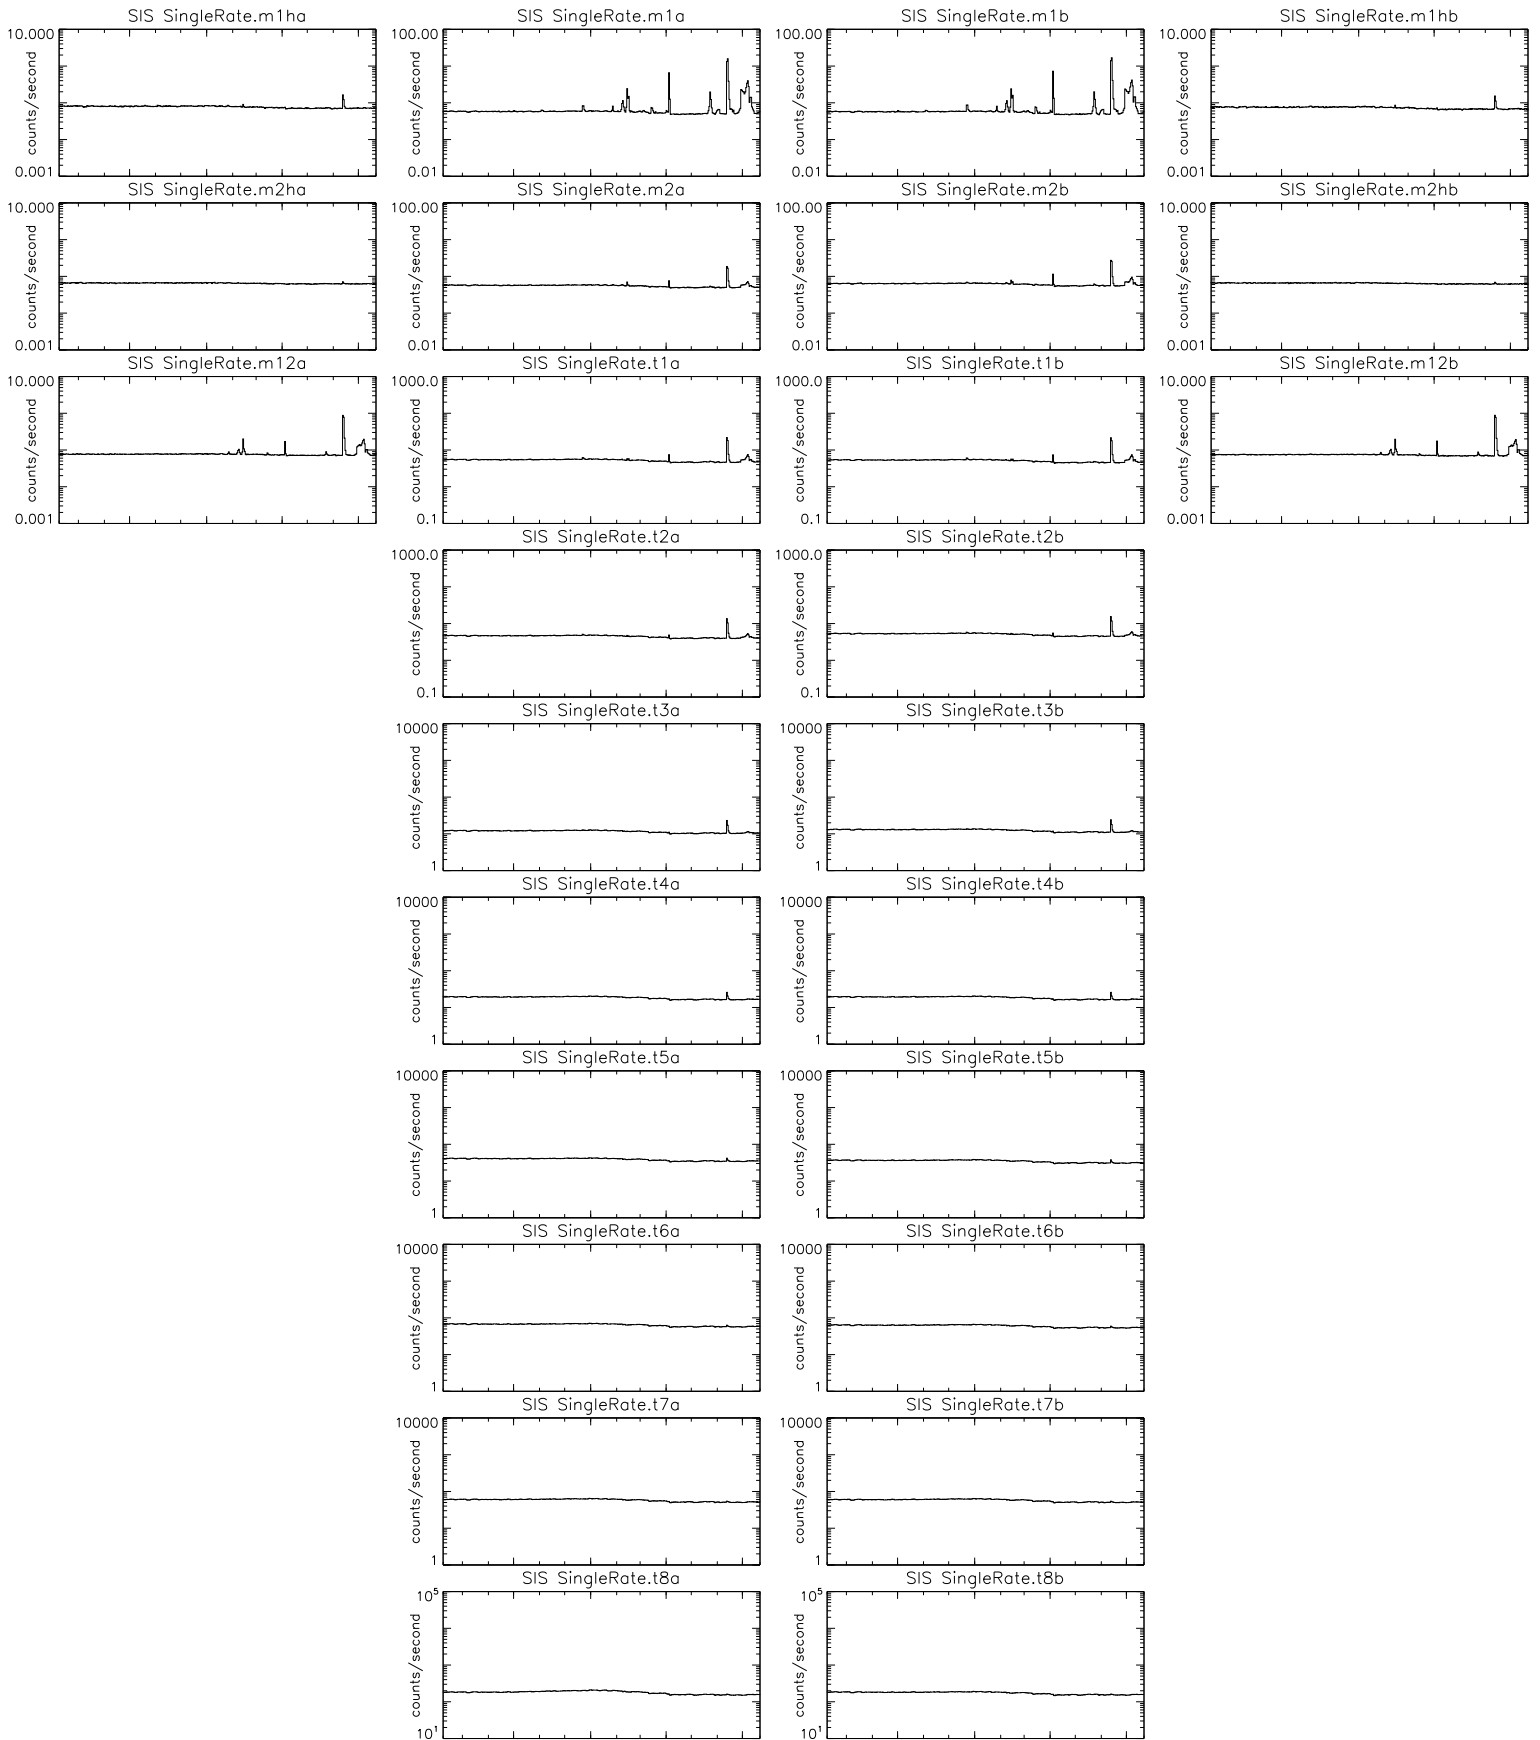 SIS SingleRate.m1ha
10.000
counts/second
0.001
SIS SingleRate.m1a
100.00
0.01
SIS SingleRate.m1b
100.00
0.01
SIS SingleRate.m1hb
10.000
counts/second
0.001
SIS SingleRate.m2ha
10.000
counts/second
0.001
SIS SingleRate.m2a
100.00
counts/second
0.01
SIS SingleRate.m2b
100.00
counts/second
0.01
SIS SingleRate.m2hb
10.000
counts/second
0.001
SIS SingleRate.m12a
10.000
counts/second
0.001
SIS SingleRate.t1a
1000.0
counts/second
0.1
SIS SingleRate.t1b
1000.0
counts/second
0.1
SIS SingleRate.m12b
10.000
counts/second
0.001
SIS SingleRate.t2a
1000.0
counts/second
0.1
SIS SingleRate.t2b
1000.0
counts/second
0.1
SIS SingleRate.t3a
10000
counts/second
1
SIS SingleRate.t3b
10000
counts/second
1
SIS SingleRate.t4a
10000
counts/second
1
SIS SingleRate.t4b
10000
counts/second
1
SIS SingleRate.t5a
10000
counts/second
1
SIS SingleRate.t5b
10000
counts/second
1
SIS SingleRate.t6a
10000
counts/second
1
SIS SingleRate.t6b
10000
counts/second
1
SIS SingleRate.t7a
10000
counts/second
1
SIS SingleRate.t7b
10000
counts/second
1
SIS SingleRate.t8a
10⁵
counts/second
10¹
SIS SingleRate.t8b
10⁵
counts/second
10¹